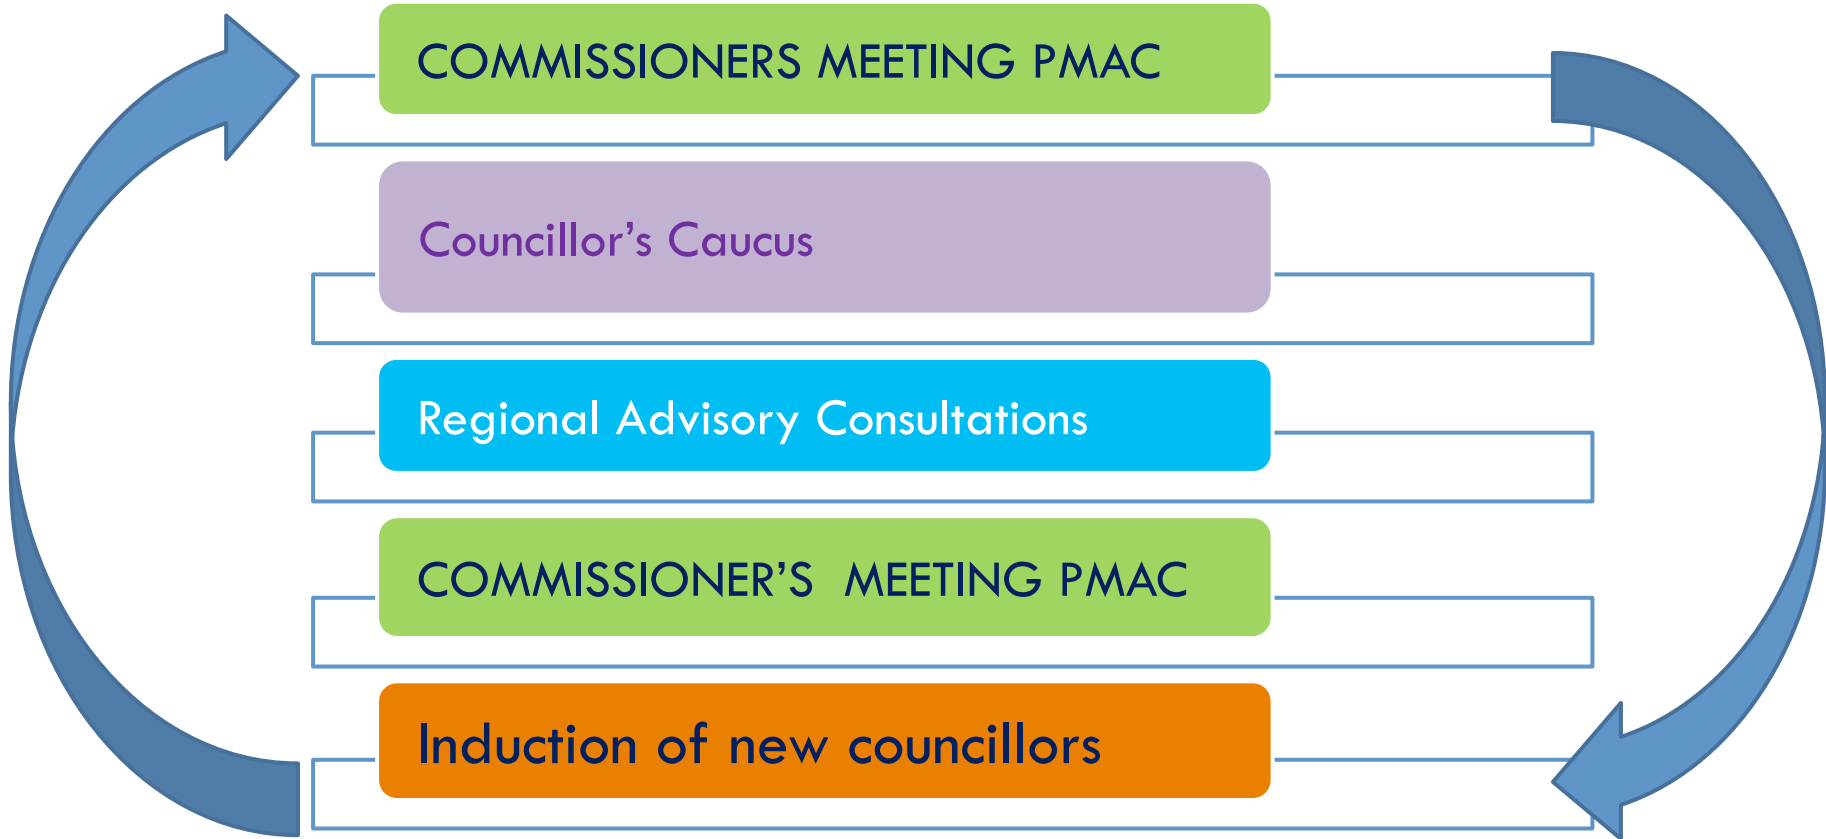 COMMISSIONERS MEETING PMAC
Councillor’s Caucus
Regional Advisory Consultations
COMMISSIONER’S  MEETING PMAC
Induction of new councillors